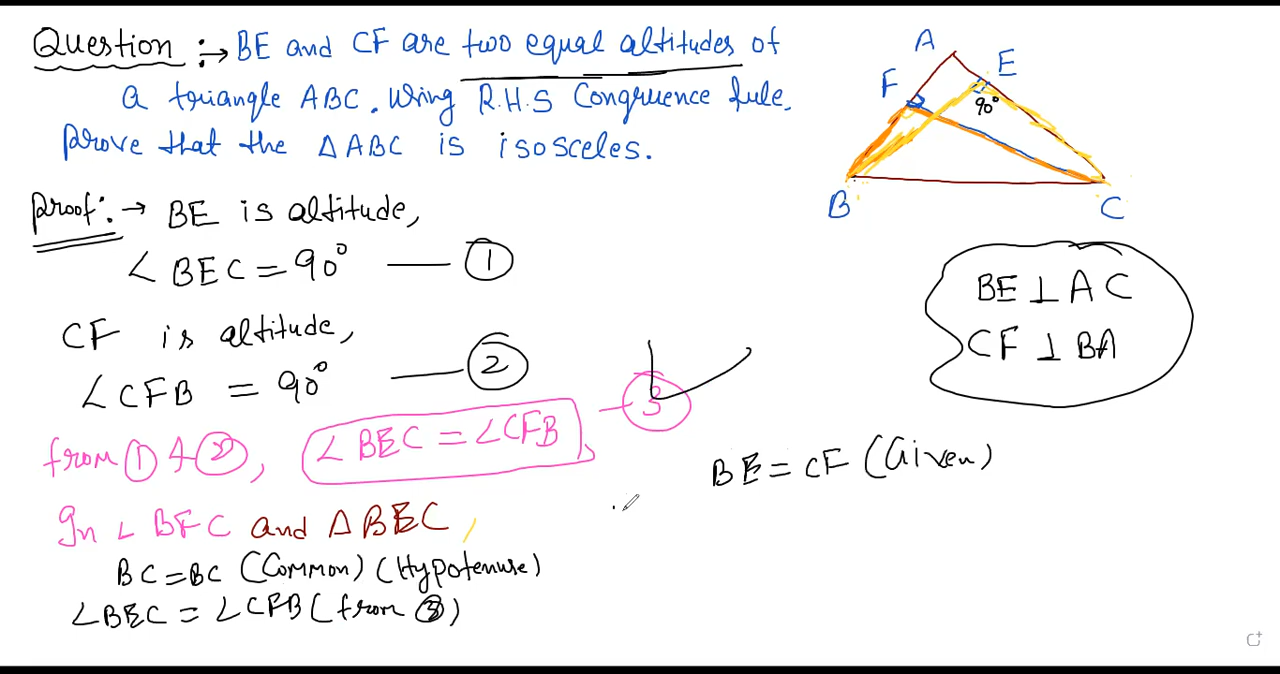 Question :→ BE and CF are two equal altitudes of
a triangle ABC. Using R.H.S Congruence rule,
prove that the △ABC is isosceles.
Proof:→ BE is altitude,
∠BEC = 90° — ①
CF is altitude,
∠CFB = 90° — ②
from ① & ②, ∠BEC = ∠CFB, — ③
In ∠ BFC and △BEC,
BC = BC (Common) (Hypotenuse)
∠BEC = ∠CFB (from ③)
A
E
F
90°
B
C
BE ⊥ AC
CF ⊥ BA
BE = CF (Given)